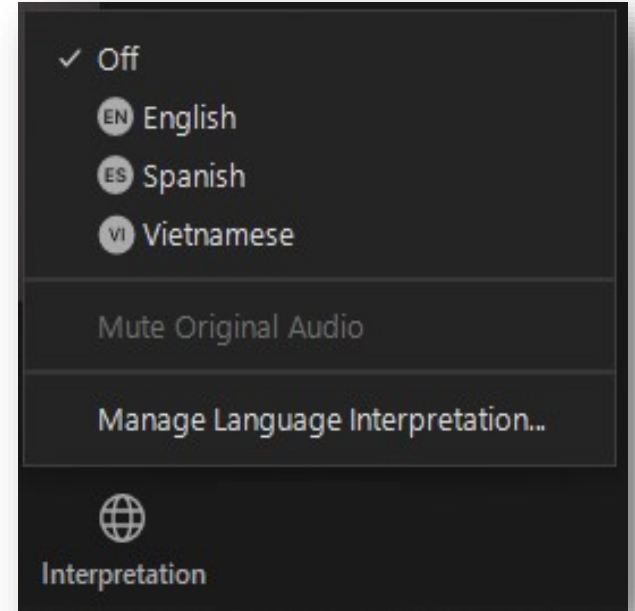 Off
EN English
ES Spanish
VI Vietnamese
Mute Original Audio
Manage Language Interpretation...
Interpretation